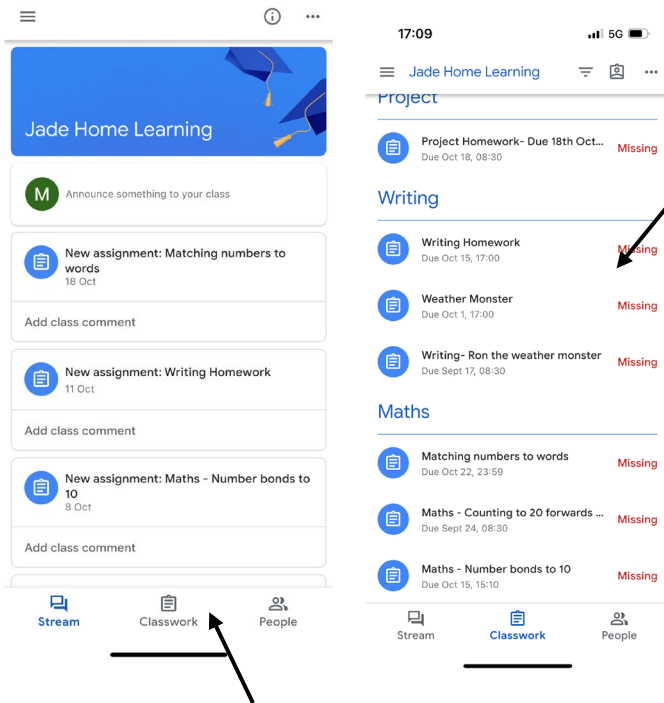 Jade Home Learning
M
Announce something to your class
New assignment: Matching numbers to
words
18 Oct
Add class comment
New assignment: Writing Homework
11 Oct
Add class comment
New assignment: Maths - Number bonds to
10
8 Oct
Add class comment
Stream
Classwork
People
17:09
5G
Jade Home Learning
Project
Project Homework- Due 18th Oct...
Due Oct 18, 08:30
Missing
Writing
Writing Homework
Due Oct 15, 17:00
Missing
Weather Monster
Due Oct 1, 17:00
Missing
Writing- Ron the weather monster
Due Sept 17, 08:30
Missing
Maths
Matching numbers to words
Due Oct 22, 23:59
Missing
Maths - Counting to 20 forwards ...
Due Sept 24, 08:30
Missing
Maths - Number bonds to 10
Due Oct 15, 15:10
Missing
Stream
Classwork
People